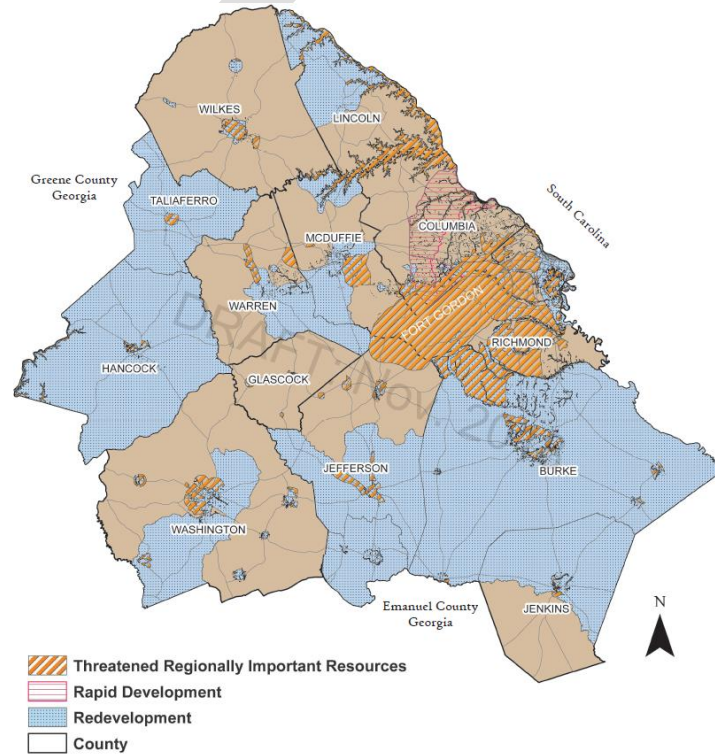 WILKES
LINCOLN
Greene County
Georgia
TALIAFERRO
South Carolina
COLUMBIA
MCDUFFIE
WARREN
FORT GORDON
RICHMOND
HANCOCK
GLASCOCK
DRAFT: Nov. 20
JEFFERSON
BURKE
WASHINGTON
Emanuel County
Georgia
JENKINS
N
Threatened Regionally Important Resources
Rapid Development
Redevelopment
County